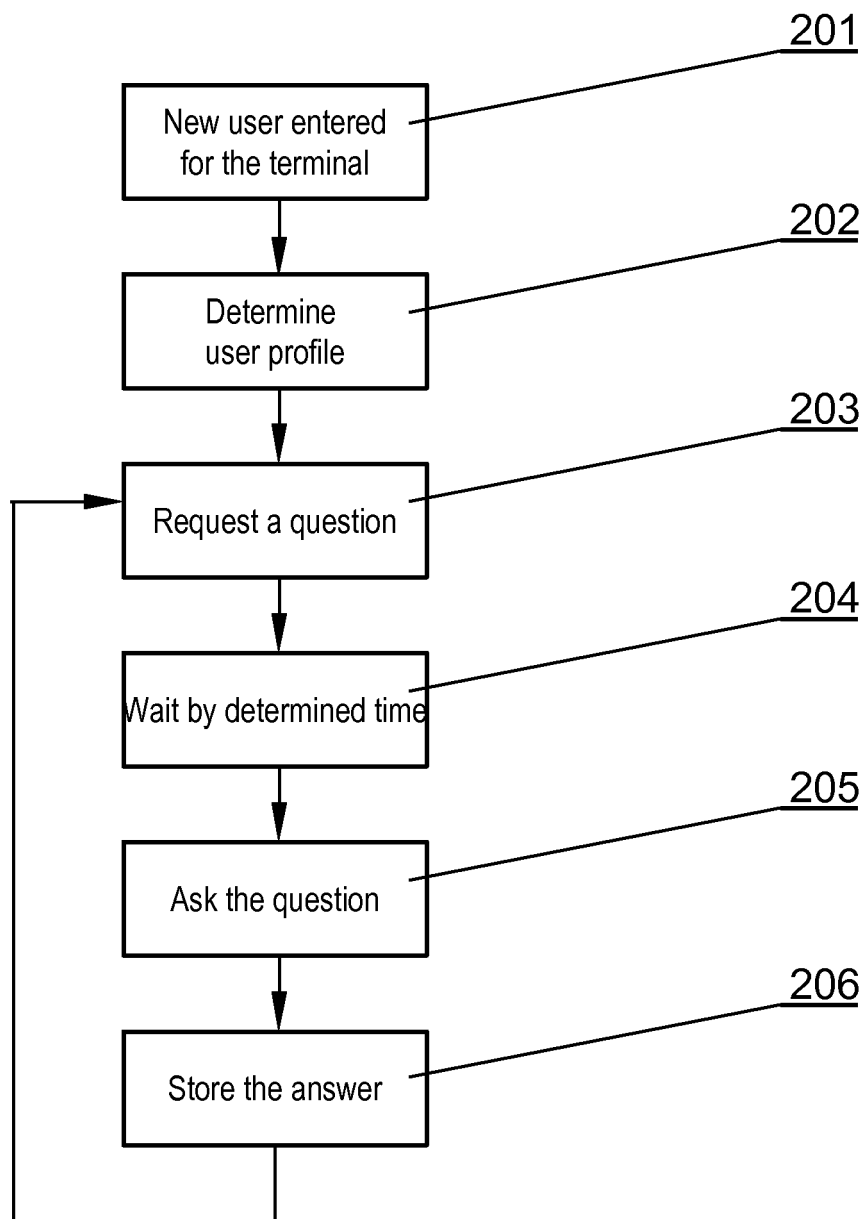 201
New user entered
for the terminal
202
Determine
user profile
203
Request a question
204
Wait by determined time
205
Ask the question
206
Store the answer